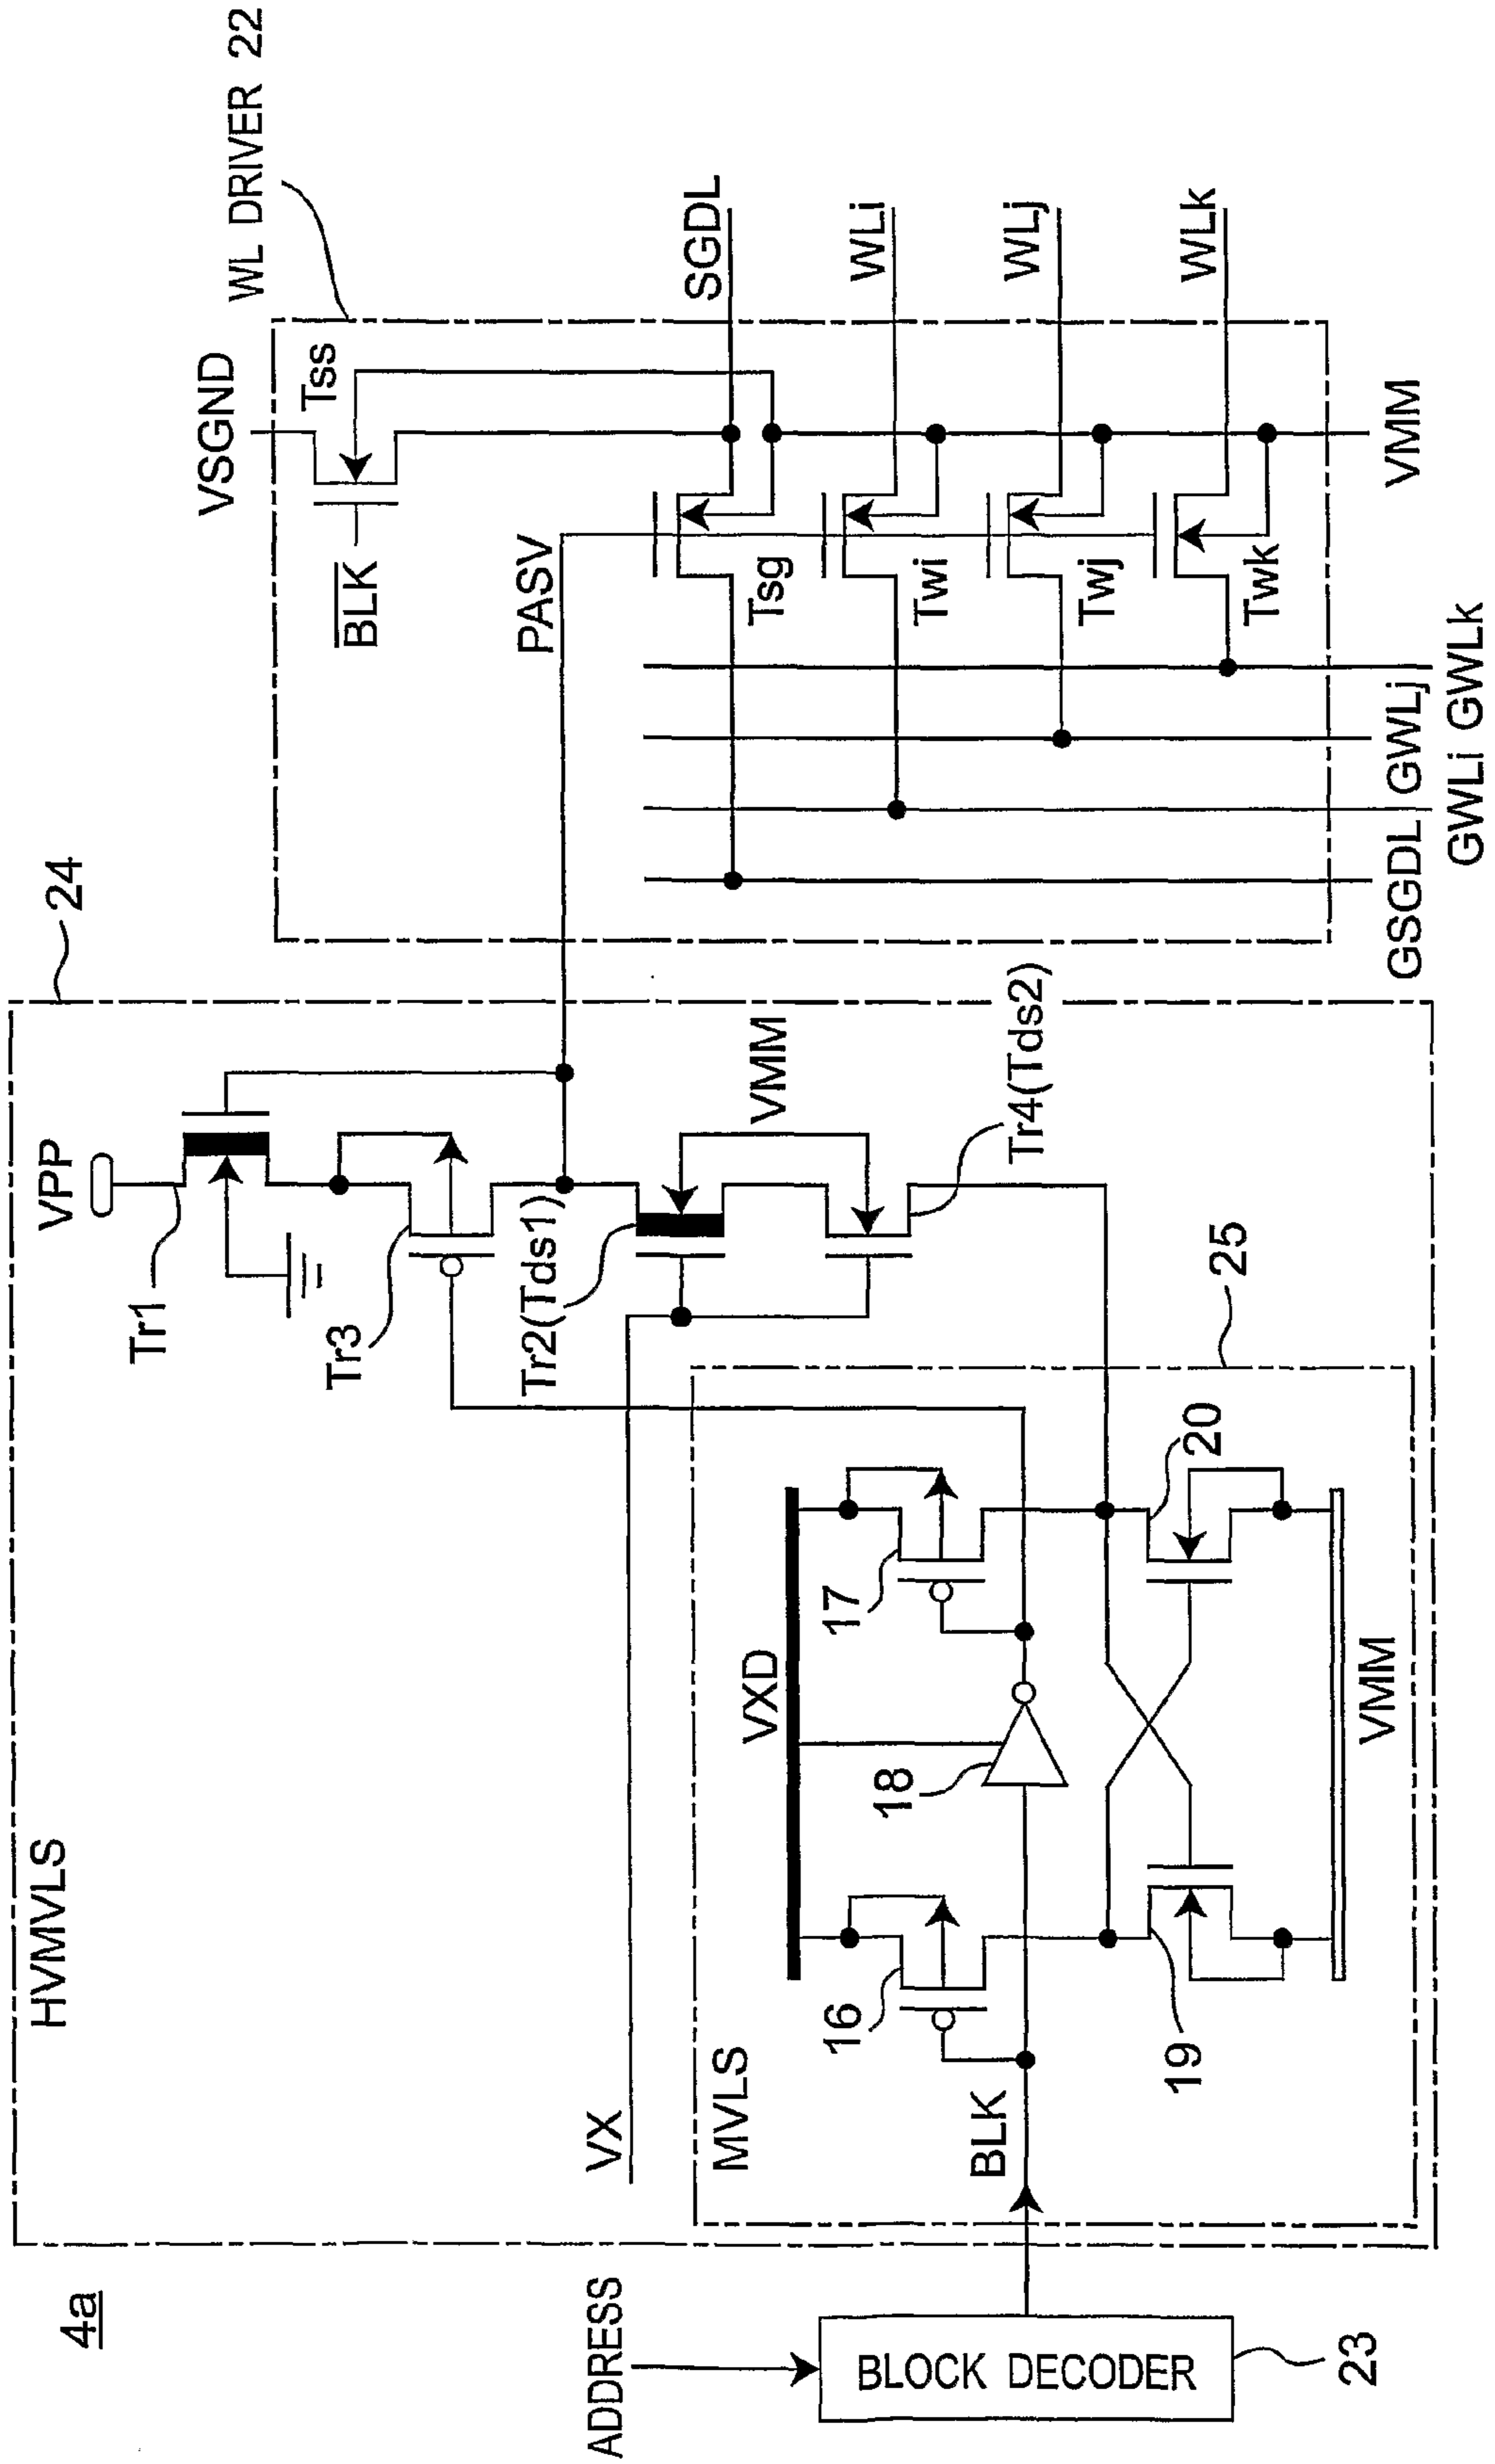 4a
HVMVLS
24
VPP
Tr1
Tr3
Tr2(Tds1)
VMM
Tr4(Tds2)
VX
MVLS
25
VXD
16
17
18
19
20
BLK
VMM
ADDRESS
BLOCK DECODER
23
WL DRIVER 22
VSGND
Tss
BLK
PASV
SGDL
WLi
WLj
WLk
Tsg
Twi
Twj
Twk
VMM
GSGDL GWLj
GWLi GWLk